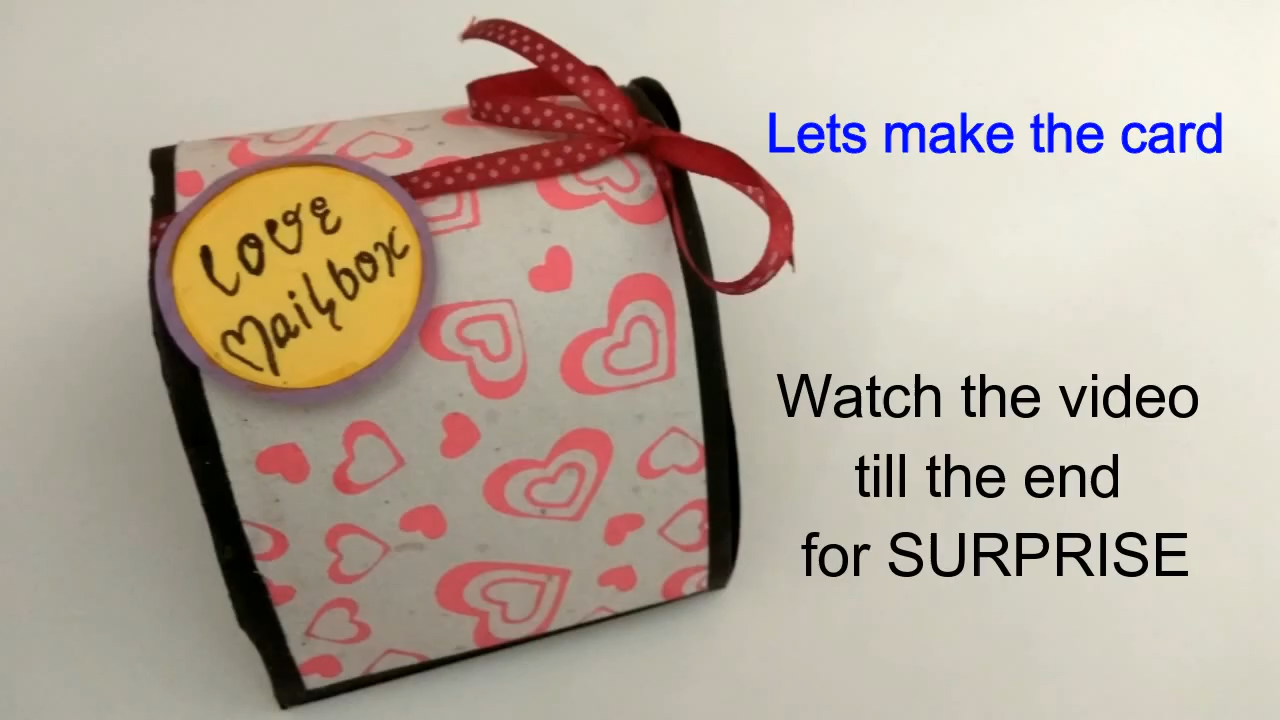 Love
Mailbox
Lets make the card
Watch the video
till the end
for SURPRISE